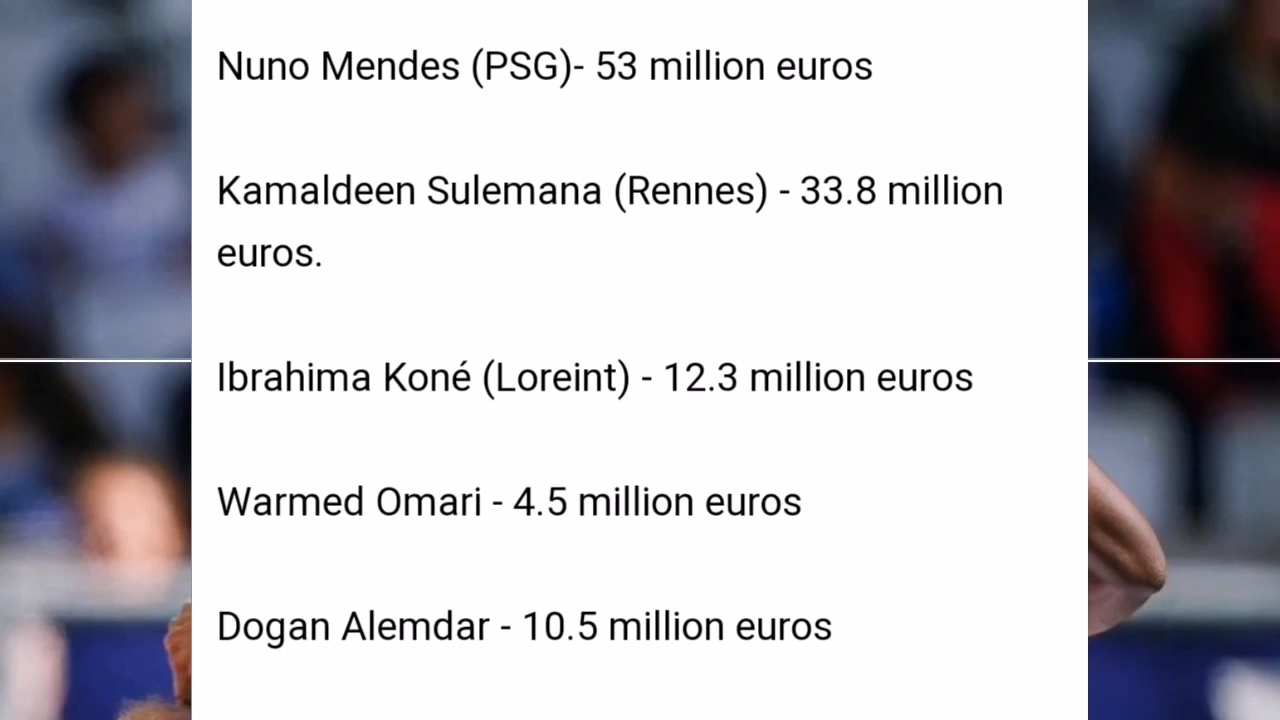 Nuno Mendes (PSG)- 53 million euros
Kamaldeen Sulemana (Rennes) - 33.8 million
euros.
Ibrahima Koné (Loreint) - 12.3 million euros
Warmed Omari - 4.5 million euros
Dogan Alemdar - 10.5 million euros